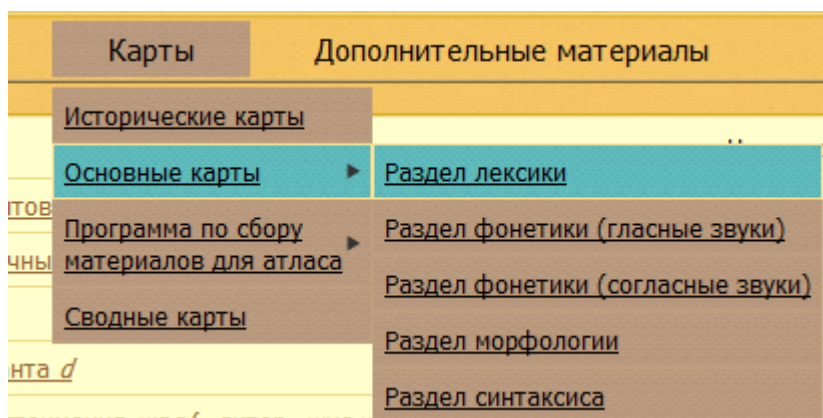 Карты
Дополнительные материалы
Исторические карты
Основные карты
Программа по сбору
материалов для атласа
Сводные карты
Раздел лексики
Раздел фонетики (гласные звуки)
Раздел фонетики (согласные звуки)
Раздел морфологии
Раздел синтаксиса
d